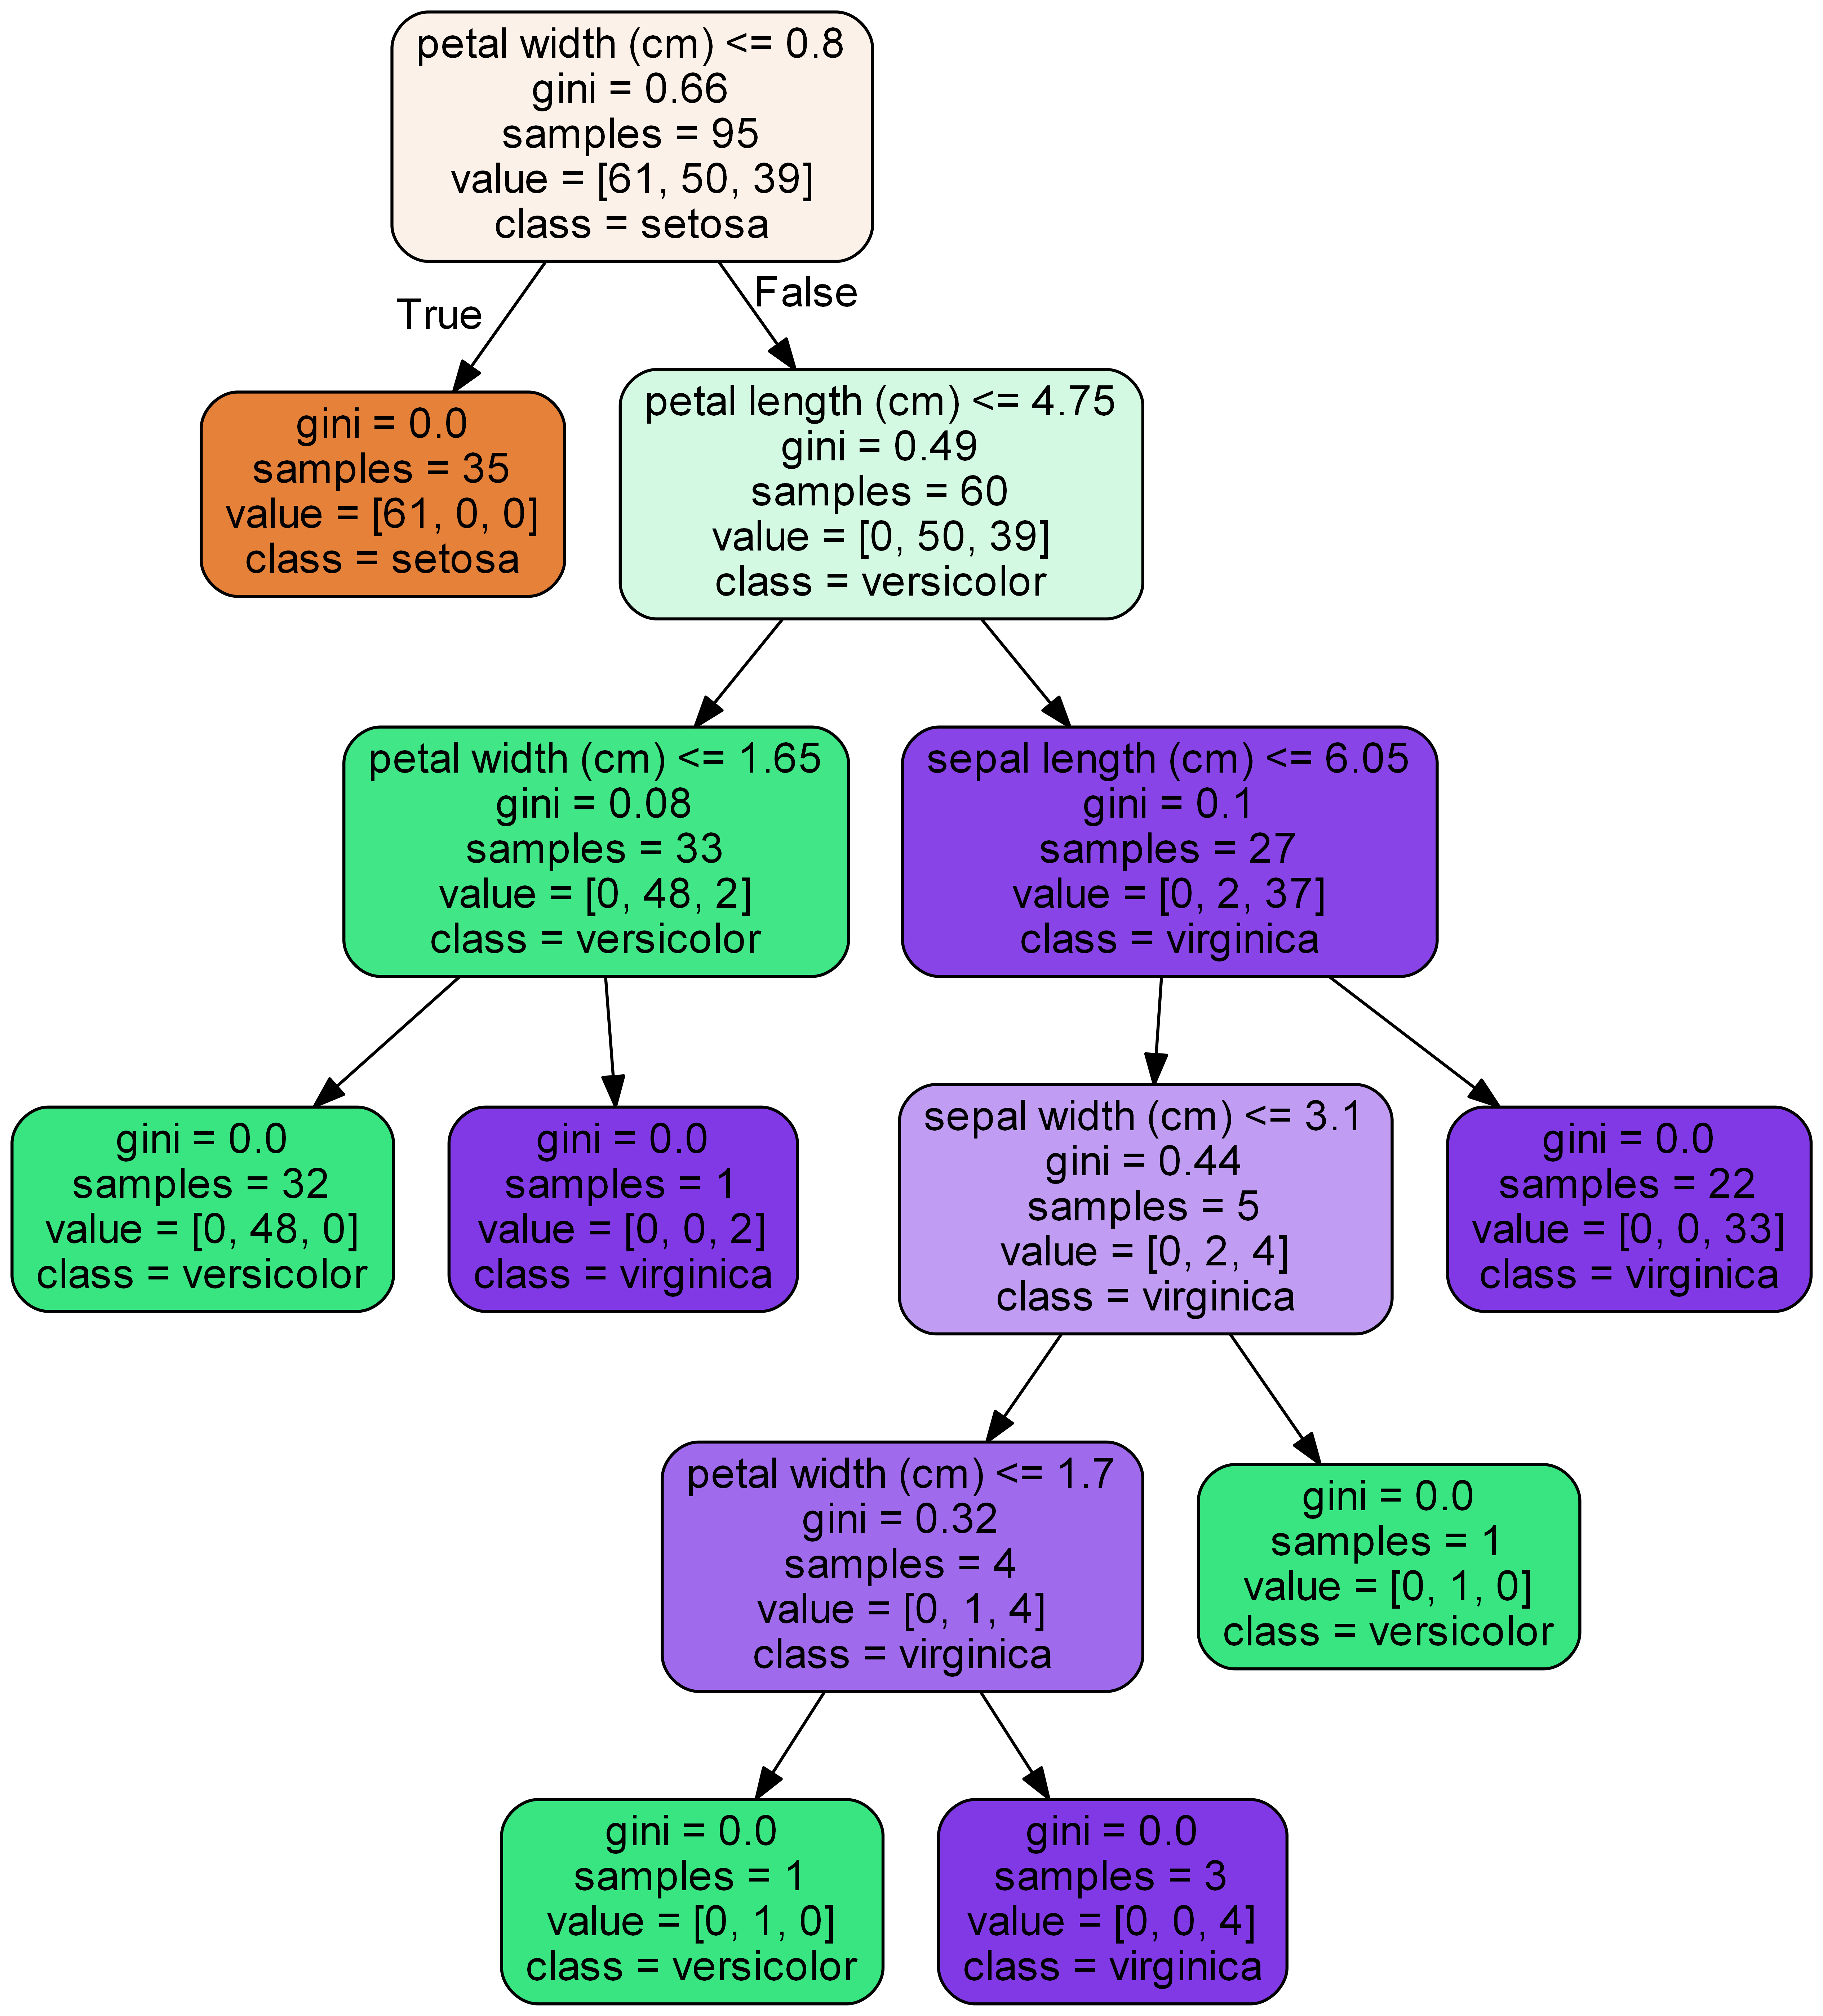 petal width (cm) <= 0.8
gini = 0.66
samples = 95
value = [61, 50, 39]
class = setosa
True
False
gini = 0.0
samples = 35
value = [61, 0, 0]
class = setosa
petal length (cm) <= 4.75
gini = 0.49
samples = 60
value = [0, 50, 39]
class = versicolor
petal width (cm) <= 1.65
gini = 0.08
samples = 33
value = [0, 48, 2]
class = versicolor
sepal length (cm) <= 6.05
gini = 0.1
samples = 27
value = [0, 2, 37]
class = virginica
gini = 0.0
samples = 32
value = [0, 48, 0]
class = versicolor
gini = 0.0
samples = 1
value = [0, 0, 2]
class = virginica
sepal width (cm) <= 3.1
gini = 0.44
samples = 5
value = [0, 2, 4]
class = virginica
gini = 0.0
samples = 22
value = [0, 0, 33]
class = virginica
petal width (cm) <= 1.7
gini = 0.32
samples = 4
value = [0, 1, 4]
class = virginica
gini = 0.0
samples = 1
value = [0, 1, 0]
class = versicolor
gini = 0.0
samples = 1
value = [0, 1, 0]
class = versicolor
gini = 0.0
samples = 3
value = [0, 0, 4]
class = virginica